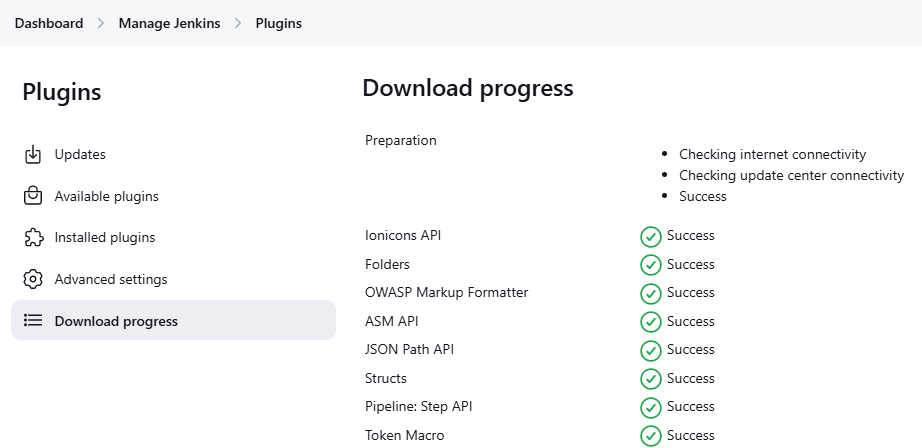 Dashboard > Manage Jenkins > Plugins
Plugins
Updates
Available plugins
Installed plugins
Advanced settings
Download progress
Download progress
Preparation
• Checking internet connectivity
• Checking update center connectivity
• Success
Ionicons API Success
Folders Success
OWASP Markup Formatter Success
ASM API Success
JSON Path API Success
Structs Success
Pipeline: Step API Success
Token Macro Success